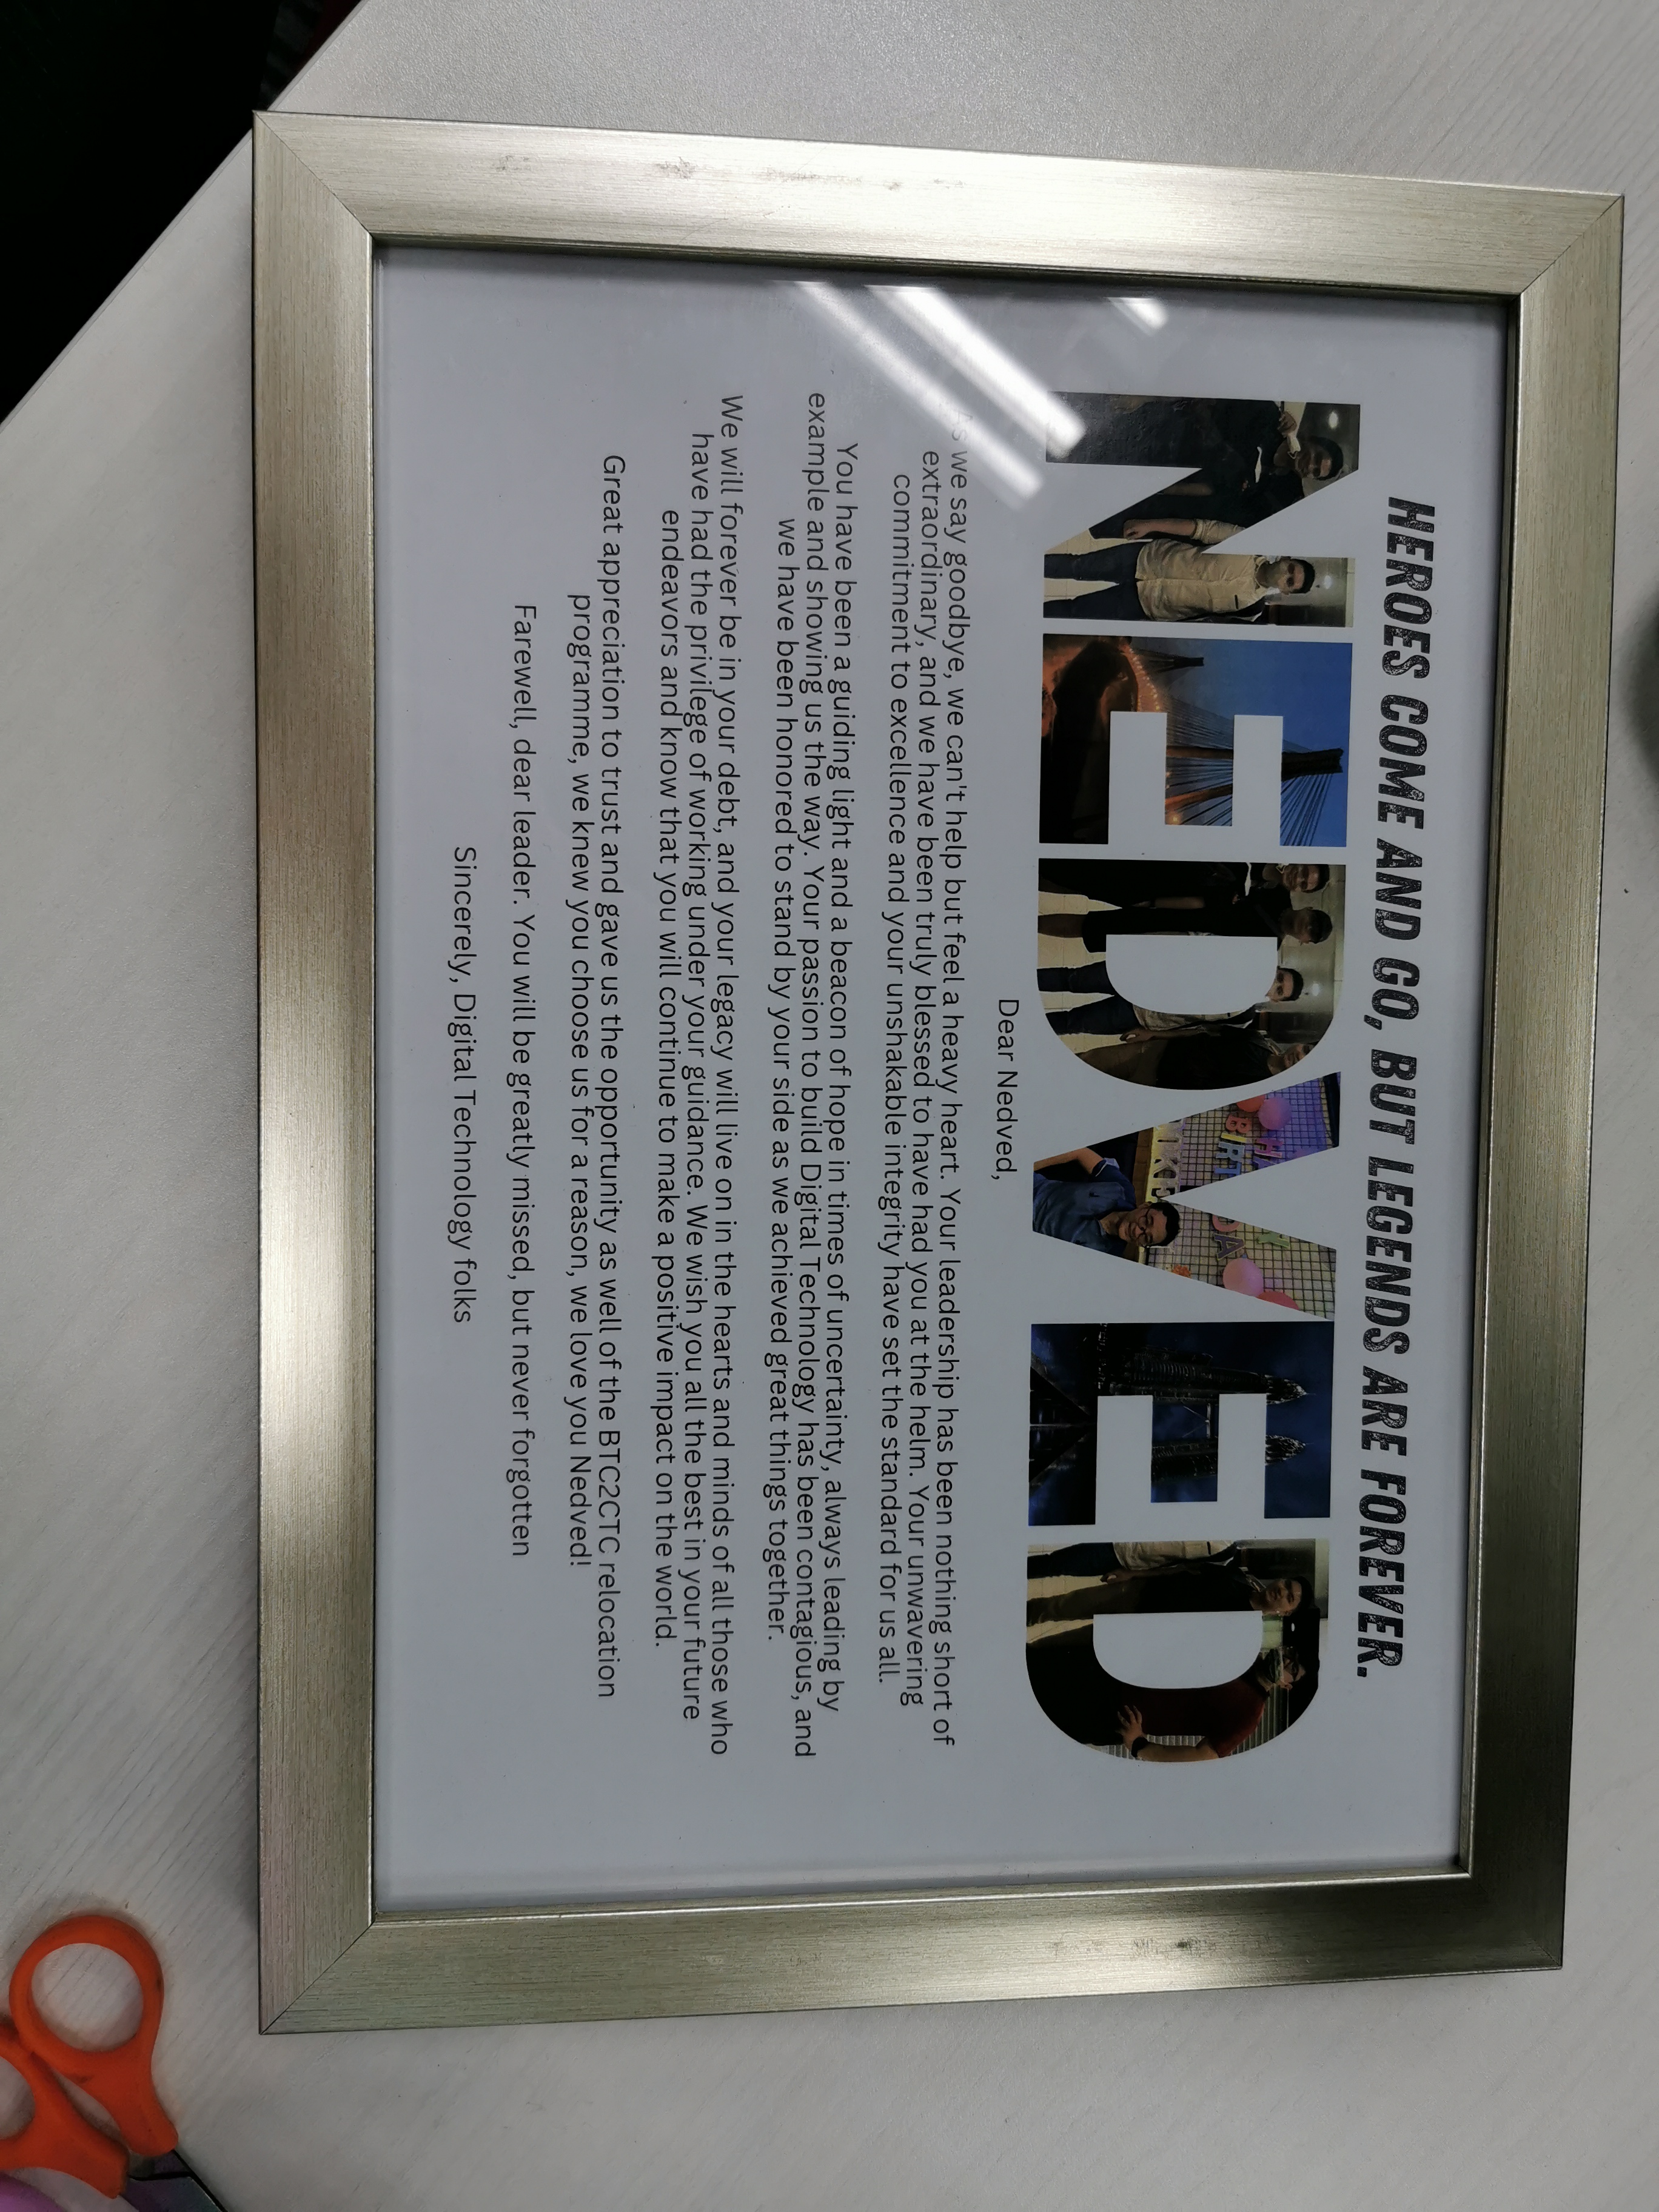 HEROES COME AND GO, BUT LEGENDS ARE FOREVER.
NEDVED
Dear Nedved,
As we say goodbye, we can't help but feel a heavy heart. Your leadership has been nothing short of
extraordinary, and we have been truly blessed to have had you at the helm. Your unwavering
commitment to excellence and your unshakable integrity have set the standard for us all.
You have been a guiding light and a beacon of hope in times of uncertainty, always leading by
example and showing us the way. Your passion to build Digital Technology has been contagious, and
we have been honored to stand by your side as we achieved great things together.
We will forever be in your debt, and your legacy will live on in the hearts and minds of all those who
have had the privilege of working under your guidance. We wish you all the best in your future
endeavors and know that you will continue to make a positive impact on the world.
Great appreciation to trust and gave us the opportunity as well of the BTC2CTC relocation
programme, we knew you choose us for a reason, we love you Nedved!
Farewell, dear leader. You will be greatly missed, but never forgotten
Sincerely, Digital Technology folks